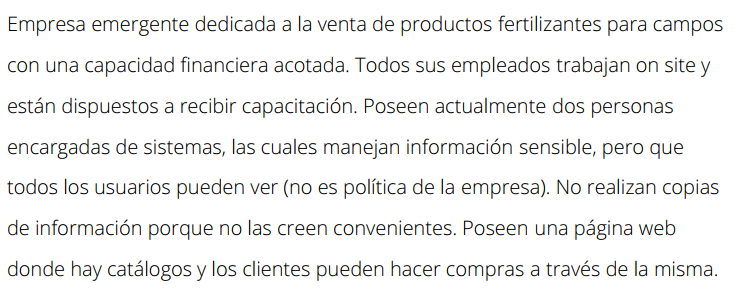 Empresa emergente dedicada a la venta de productos fertilizantes para campos
con una capacidad financiera acotada. Todos sus empleados trabajan on site y
están dispuestos a recibir capacitación. Poseen actualmente dos personas
encargadas de sistemas, las cuales manejan información sensible, pero que
todos los usuarios pueden ver (no es política de la empresa). No realizan copias
de información porque no las creen convenientes. Poseen una página web
donde hay catálogos y los clientes pueden hacer compras a través de la misma.